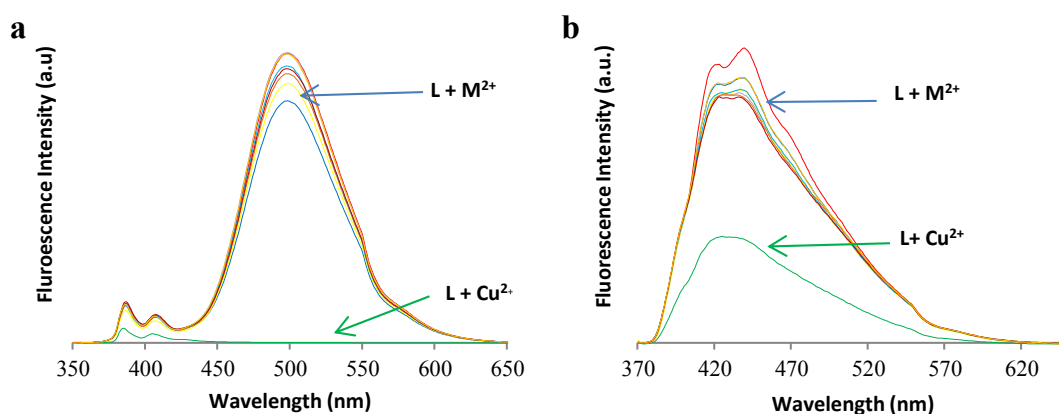 a
Fluroescence Intensity (a.u)
L + M²⁺
L + Cu²⁺
350 400 450 500 550 600 650
Wavelength (nm)
b
Fluorescence Intensity (a.u.)
L + M²⁺
L+ Cu²⁺
370 420 470 520 570 620
Wavelength (nm)